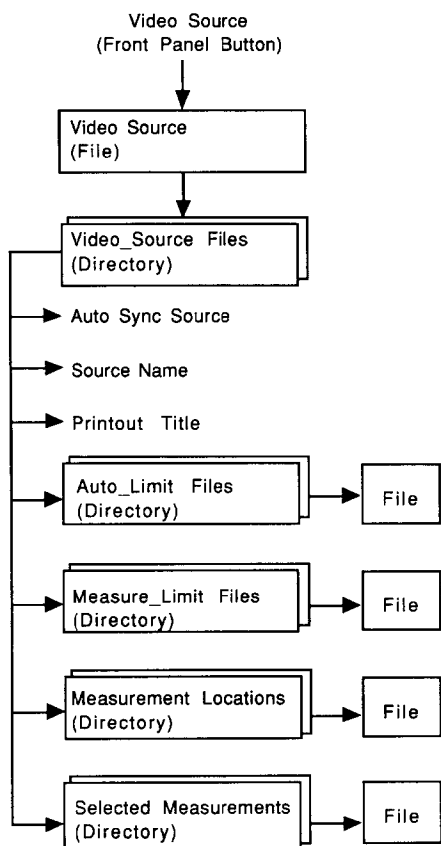 Video Source
(Front Panel Button)
Video Source
(File)
Video_Source Files
(Directory)
Auto Sync Source
Source Name
Printout Title
Auto_Limit Files
(Directory)
File
Measure_Limit Files
(Directory)
File
Measurement Locations
(Directory)
File
Selected Measurements
(Directory)
File